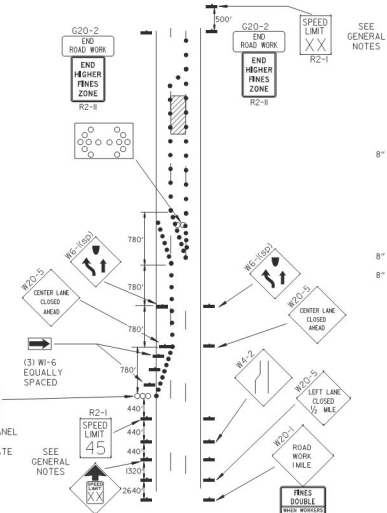 500'
SPEED
LIMIT
XX
R2-1
SEE
GENERAL
NOTES
G20-2
END
ROAD WORK
END
HIGHER
FINES
ZONE
R2-11
G20-2
END
ROAD WORK
END
HIGHER
FINES
ZONE
R2-11
8"
8"
8"
780'
780'
780'
780'
W6-1(sp)
W6-1(sp)
W20-5
CENTER LANE
CLOSED
AHEAD
W20-5
CENTER LANE
CLOSED
AHEAD
(3) W1-6
EQUALLY
SPACED
W4-2
440'
440'
440'
1320'
2640'
R2-1
SPEED
LIMIT
45
W20-5
LEFT LANE
CLOSED
1/2 MILE
SEE
GENERAL
NOTES
SPEED
LIMIT
XX
W20-1
ROAD
WORK
1 MILE
FINES
DOUBLE
WHEN WORKERS